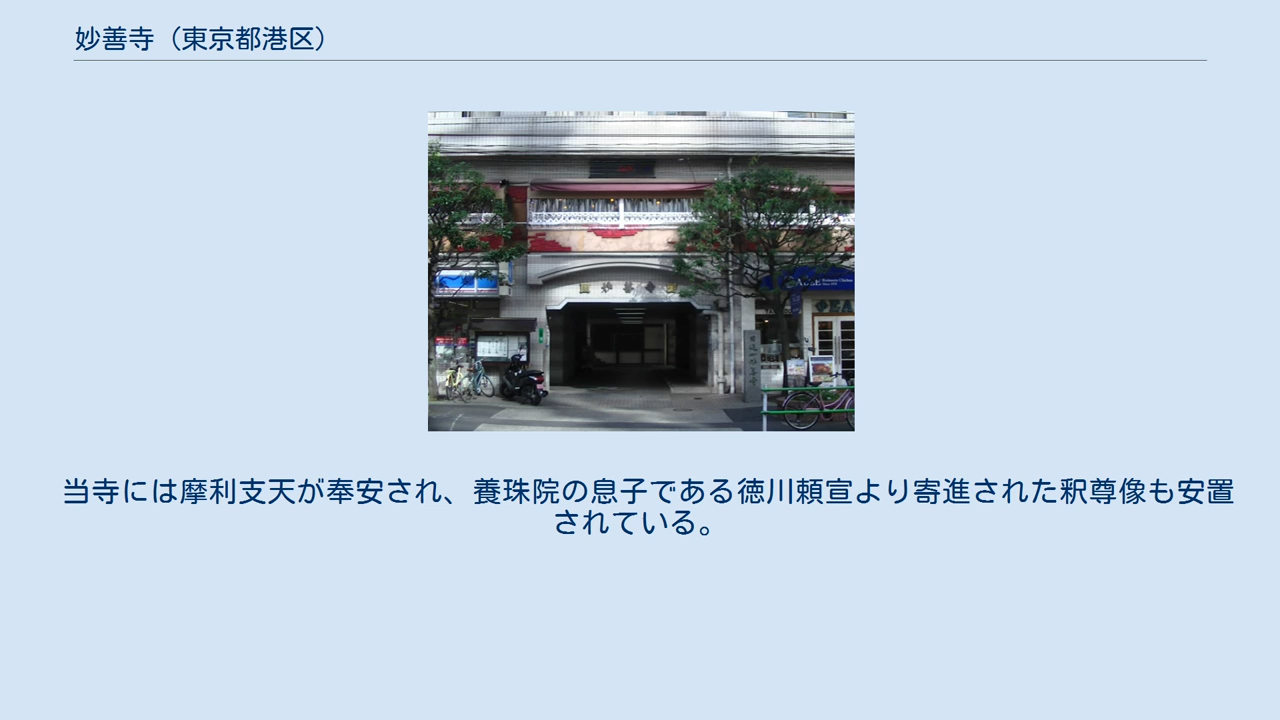 妙善寺（東京都港区）
当寺には摩利支天が奉安され、養珠院の息子である徳川頼宣より寄進された釈尊像も安置
されている。